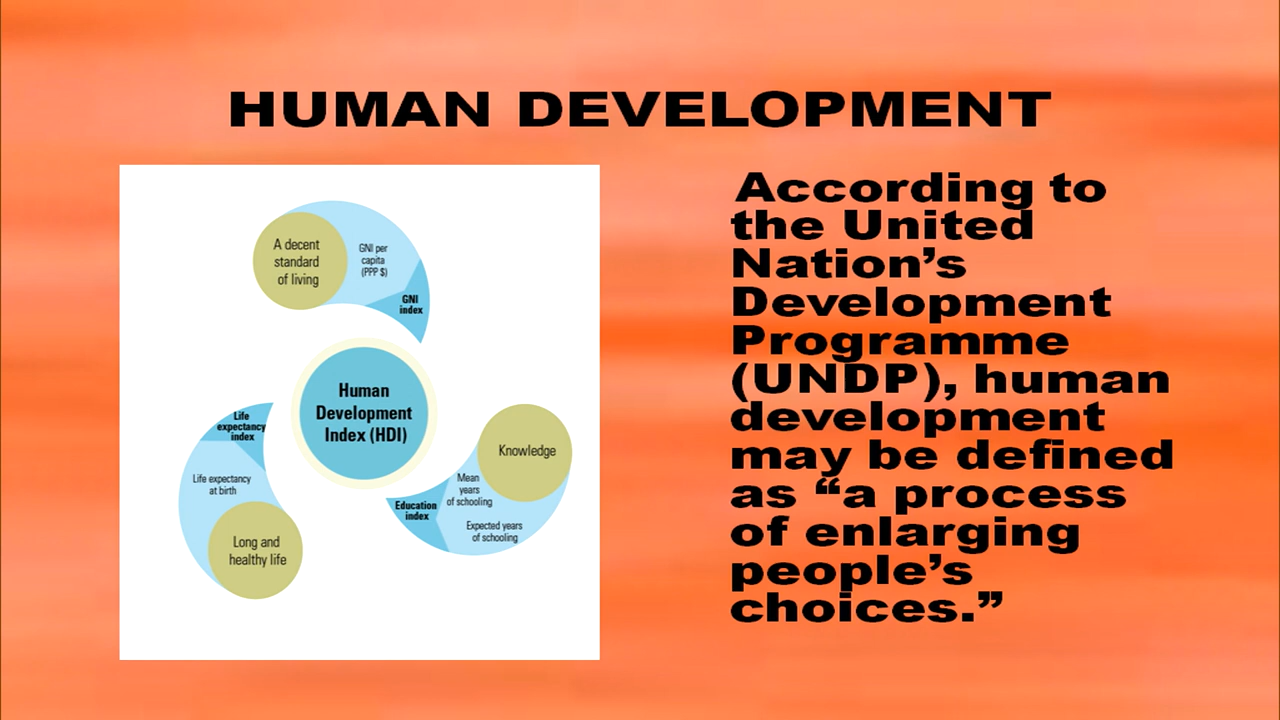 HUMAN DEVELOPMENT
A decent
standard
of living
GNI per
capita
(PPP $)
GNI
index
Human
Development
Index (HDI)
Life
expectancy
index
Life expectancy
at birth
Long and
healthy life
Knowledge
Mean
years
of schooling
Expected years
of schooling
Education
index
According to
the United
Nation’s
Development
Programme
(UNDP), human
development
may be defined
as “a process
of enlarging
people’s
choices.”